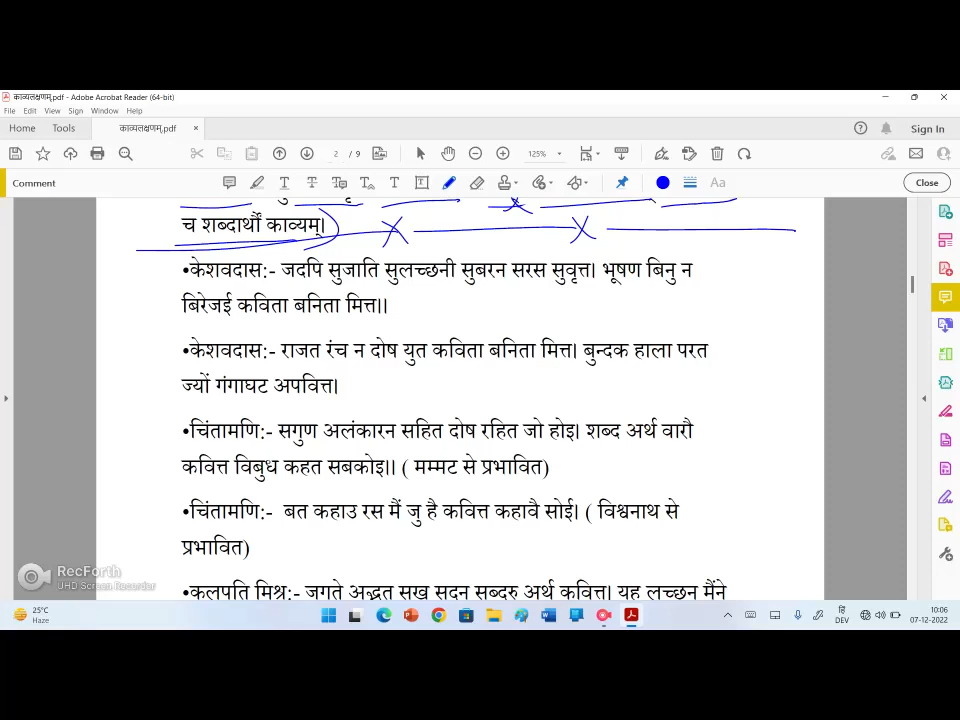 काव्यलक्षणम्.pdf - Adobe Acrobat Reader (64-bit)
File Edit View Sign Window Help
Home Tools काव्यलक्षणम्.pdf × Sign In
2 / 9 125%
Comment Aa Close
च शब्दार्थौ काव्यम्।
•केशवदास:- जदपि सुजाति सुलच्छनी सुबरन सरस सुवृत्त। भूषण बिनु न
बिरेजई कविता बनिता मित्त।।
•केशवदास:- राजत रंच न दोष युत कविता बनिता मित्त। बुन्दक हाला परत
ज्यों गंगाघट अपवित्त।
•चिंतामणि:- सगुण अलंकारन सहित दोष रहित जो होइ। शब्द अर्थ वारौ
कवित्त विबुध कहत सबकोइ।। ( मम्मट से प्रभावित)
•चिंतामणि:- बत कहाउ रस मैं जु है कवित्त कहावै सोई। ( विश्वनाथ से
प्रभावित)
•कुलपति मिश्र:- जगते अद्भुत सुख सदन सब्दरु अर्थ कवित्त। यह लच्छन मैंने
RecForth
UHD Screen Recorder
25°C
Haze
हि
DEV
10:06
07-12-2022